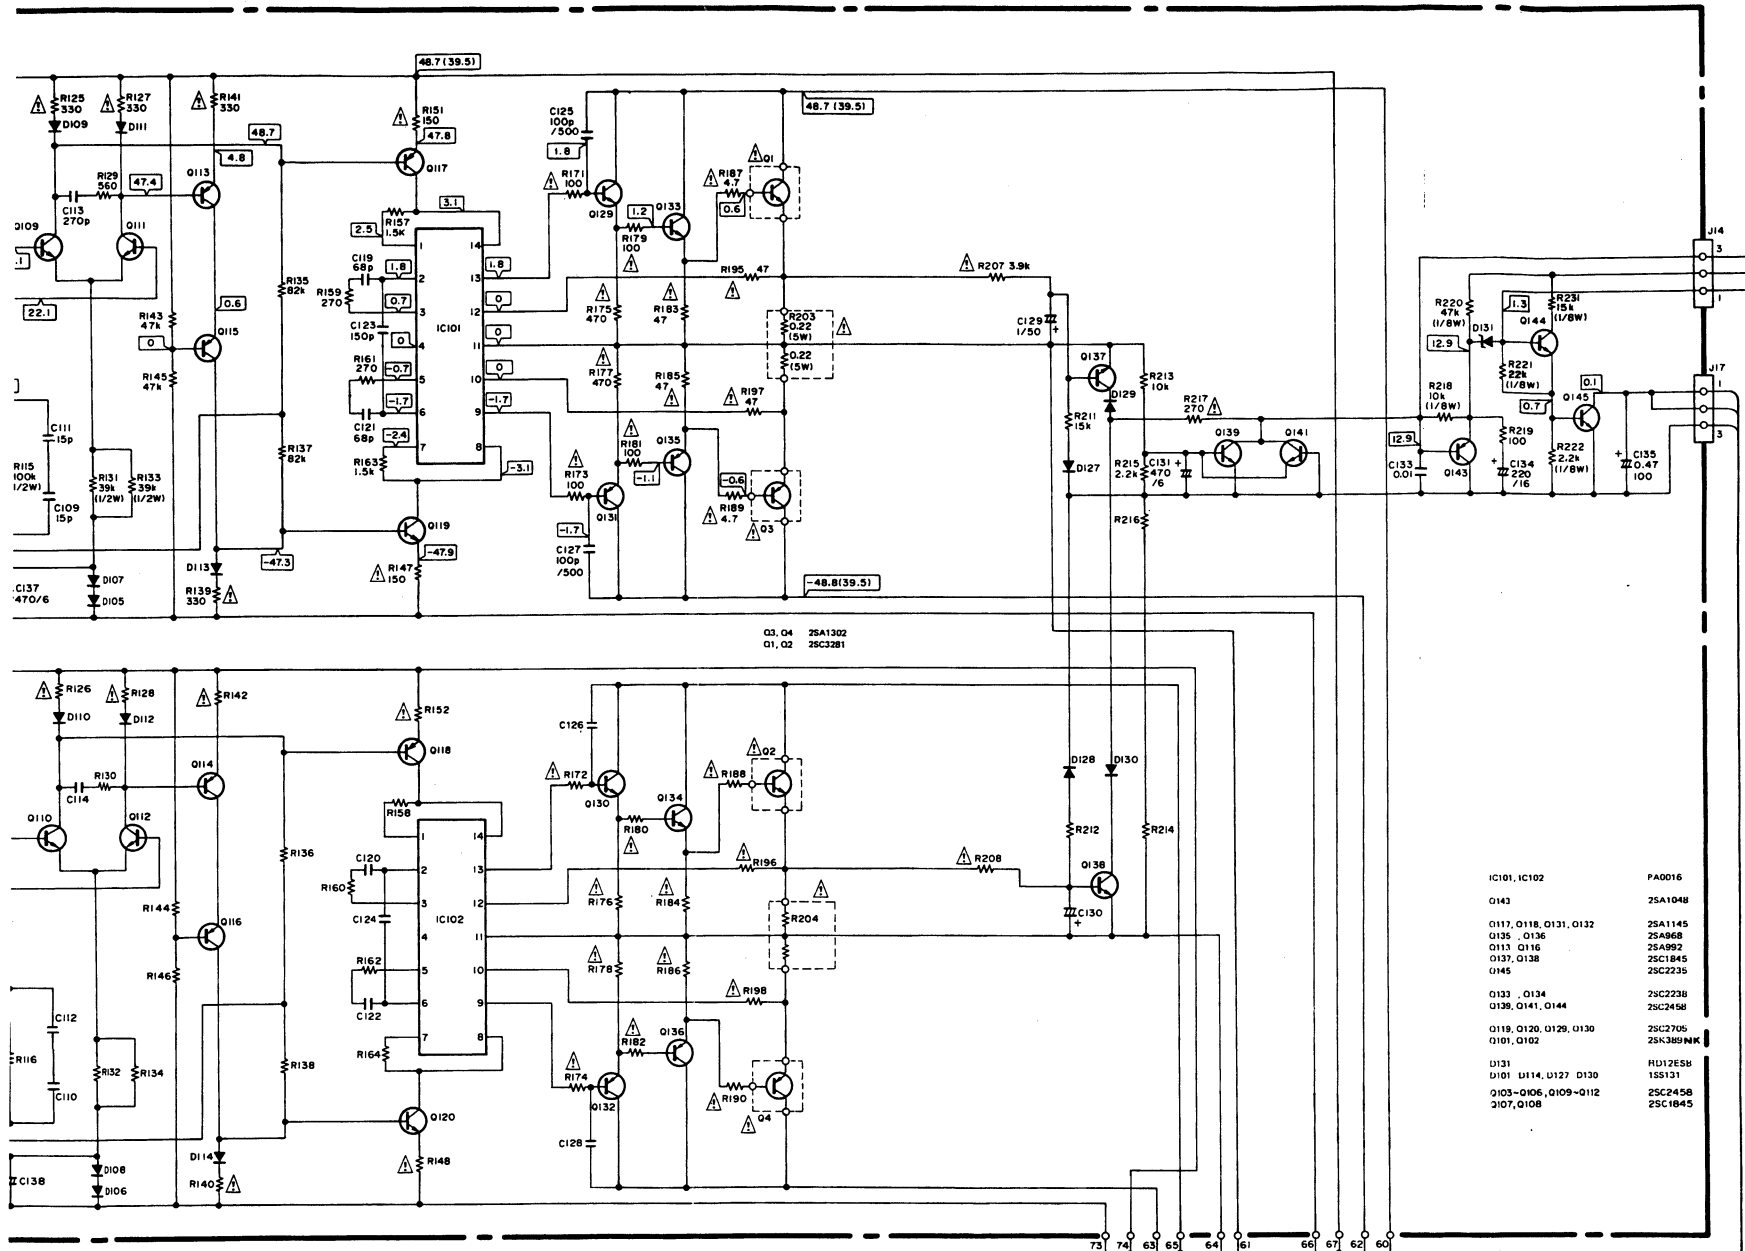 48.7 (39.5)
R125
330
R127
330
R141
330
D109
D111
48.7
4.8
R151
150
47.8
Q117
C125
100p
/500
1.8
48.7 (39.5)
R129
560
47.4
Q113
C113
270p
Q109
Q111
.1
22.1
R157
1.5K
3.1
2.5
R171
100
Q129
1.2
Q133
R187
4.7
0.6
Q1
R179
100
J14
3
1
C119
68p
1.8
R159
270
0.7
C123
150p
0
R161
270
-0.7
-1.7
C121
68p
-2.4
R163
1.5k
1
2
3
4
5
6
7
IC101
14
13
12
11
10
9
8
1.8
0
0
0
-1.7
-3.1
R135
82k
R143
47k
0
0.6
Q115
R145
47k
R137
82k
R195
47
R175
470
R183
47
R203
0.22
(5W)
0.22
(5W)
R177
470
R185
47
R197
47
R207 3.9k
C129
1/50
Q137
D129
R213
10k
R211
15k
R217
270
Q139
Q141
D127
R215
2.2k
C131
470
/6
R216
R220
47k
(1/8W)
D131
1.3
R231
15k
(1/8W)
Q144
12.9
R221
22k
(1/8W)
R218
10k
(1/8W)
0.7
Q145
0.1
J17
1
3
12.9
C133
0.01
Q143
R219
100
C134
220
/16
R222
2.2k
(1/8W)
C135
0.47
100
C111
15p
R115
100k
1/2W)
C109
15p
R131
39k
(1/2W)
R133
39k
(1/2W)
R181
100
-1.1
Q135
R173
100
Q131
-1.7
C127
100p
/500
-0.6
R189
4.7
Q3
Q119
-47.9
-47.3
R147
150
D113
R139
330
D107
D105
C137
470/6
-48.8(39.5)
Q3, Q4 2SA1302
Q1, Q2 2SC3281
R126
R128
R142
D110
D112
R152
Q118
C126
R130
C114
Q114
Q110
Q112
R158
R172
Q130
Q134
R188
Q2
R180
D128
D130
R212
R214
Q138
R208
C130
C120
R160
C124
R162
C122
R164
1
2
3
4
5
6
7
IC102
14
13
12
11
10
9
8
R136
R144
Q116
R146
R138
R196
R176
R184
R204
R178
R186
R198
R182
Q136
R174
Q132
C128
R190
Q4
C112
R116
C110
R132
R134
Q120
R148
D114
R140
D108
D106
C138
IC101, IC102 PA0016
Q143 2SA1048
Q117, Q118, Q131, Q132 2SA1145
Q135 , Q136 2SA968
Q113 Q116 2SA992
Q137, Q138 2SC1845
Q145 2SC2235
Q133 , Q134 2SC2238
Q139, Q141, Q144 2SC2458
Q119, Q120, Q129, Q130 2SC2705
Q101, Q102 2SK389NK
D131 HD12ESB
D101 D114, D127 D130 1SS131
Q103~Q106, Q109~Q112 2SC2458
Q107, Q108 2SC1845
73 74 63 65 64 61 66 67 62 60